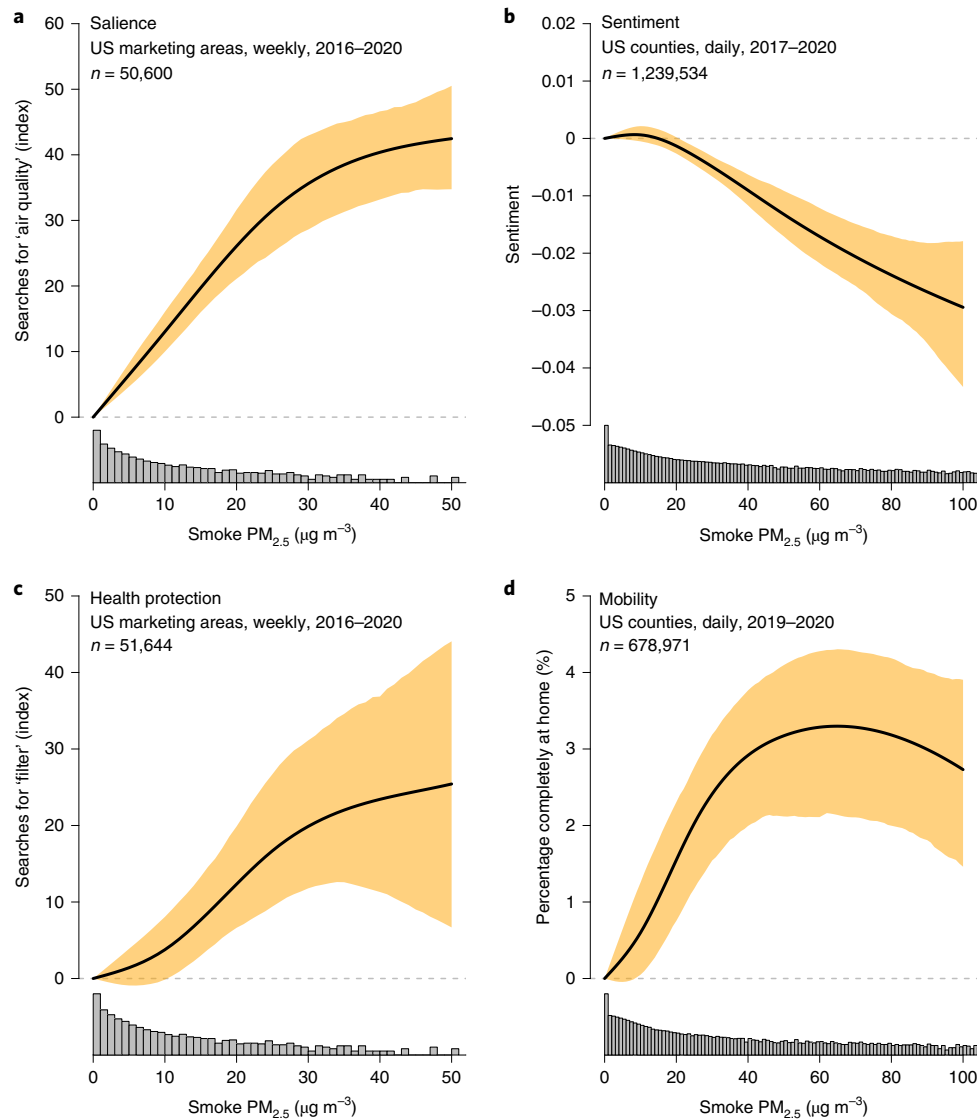 a
Salience
US marketing areas, weekly, 2016–2020
n = 50,600
Searches for 'air quality' (index)
60
50
40
30
20
10
0
0 10 20 30 40 50
Smoke PM2.5 (μg m−3)
b
Sentiment
US counties, daily, 2017–2020
n = 1,239,534
Sentiment
0.02
0.01
0
−0.01
−0.02
−0.03
−0.04
−0.05
0 20 40 60 80 100
Smoke PM2.5 (μg m−3)
c
Health protection
US marketing areas, weekly, 2016–2020
n = 51,644
Searches for 'filter' (index)
50
40
30
20
10
0
0 10 20 30 40 50
Smoke PM2.5 (μg m−3)
d
Mobility
US counties, daily, 2019–2020
n = 678,971
Percentage completely at home (%)
5
4
3
2
1
0
0 20 40 60 80 100
Smoke PM2.5 (μg m−3)